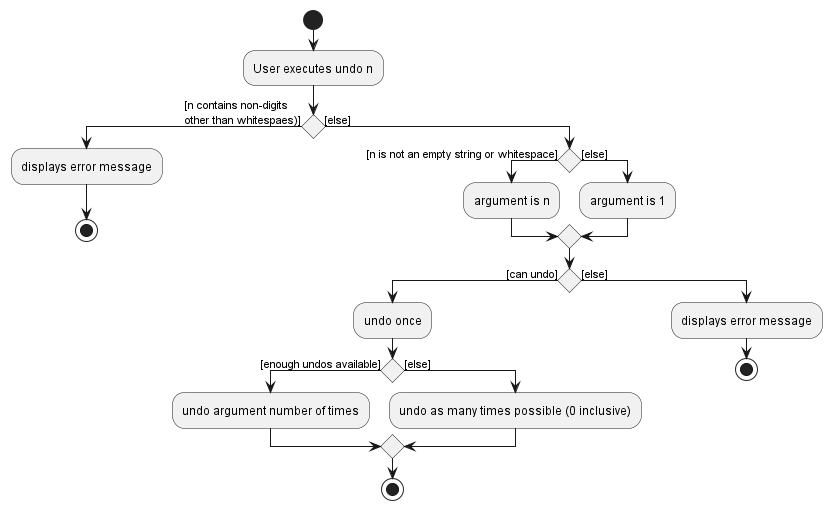 User executes undo n
[n contains non-digits
other than whitespaes)]
[else]
displays error message
[n is not an empty string or whitespace]
[else]
argument is n
argument is 1
[can undo]
[else]
undo once
displays error message
[enough undos available]
[else]
undo argument number of times
undo as many times possible (0 inclusive)